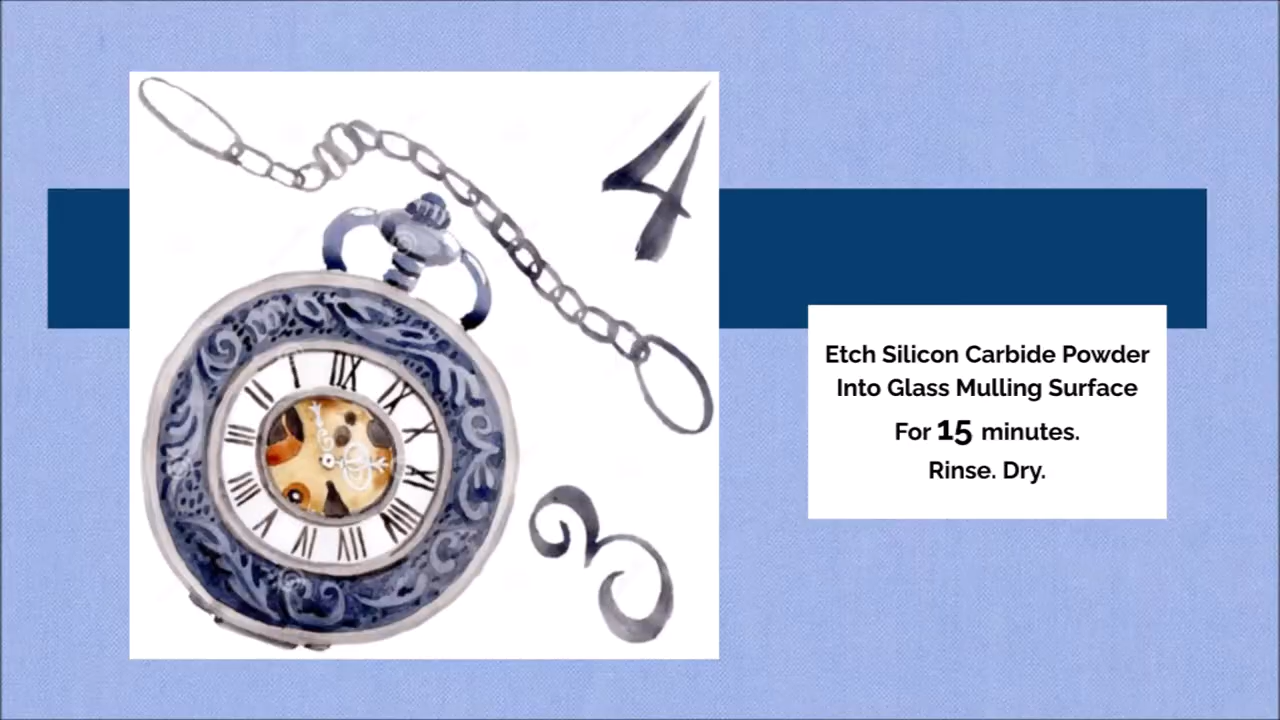 4
3
Etch Silicon Carbide Powder
Into Glass Mulling Surface
For 15 minutes.
Rinse. Dry.